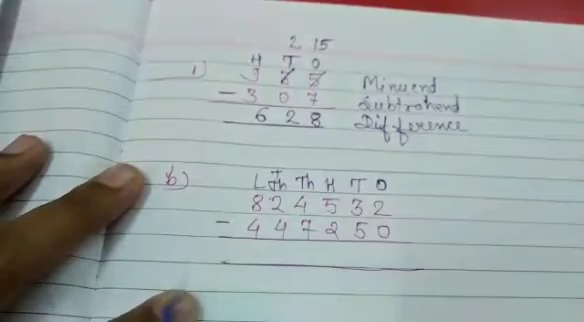 2 15
H T O
1) 9 3 5 Minuend
- 3 0 7 Subtrahend
6 2 8 Difference
b) L TTh Th H T O
8 2 4 5 3 2
- 4 4 7 2 5 0